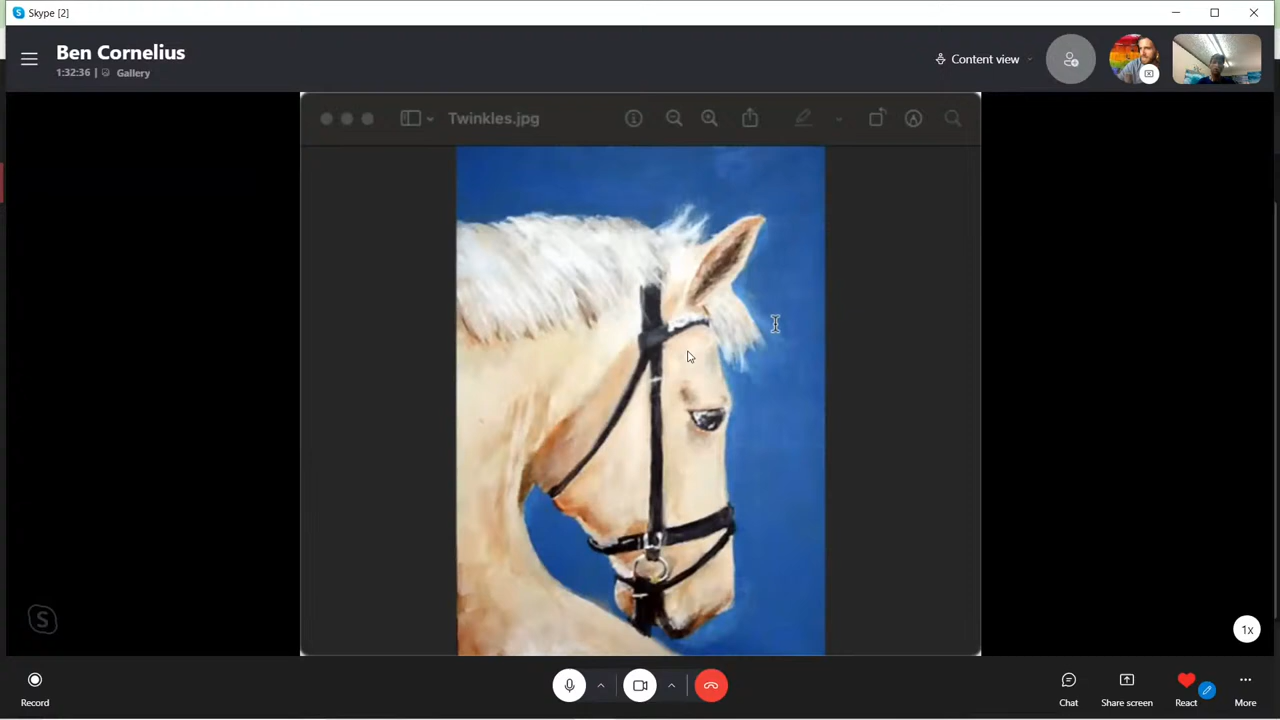 Skype [2]
Ben Cornelius
1:32:36 | Gallery
Content view
Twinkles.jpg
1x
Record
Chat
Share screen
React
More